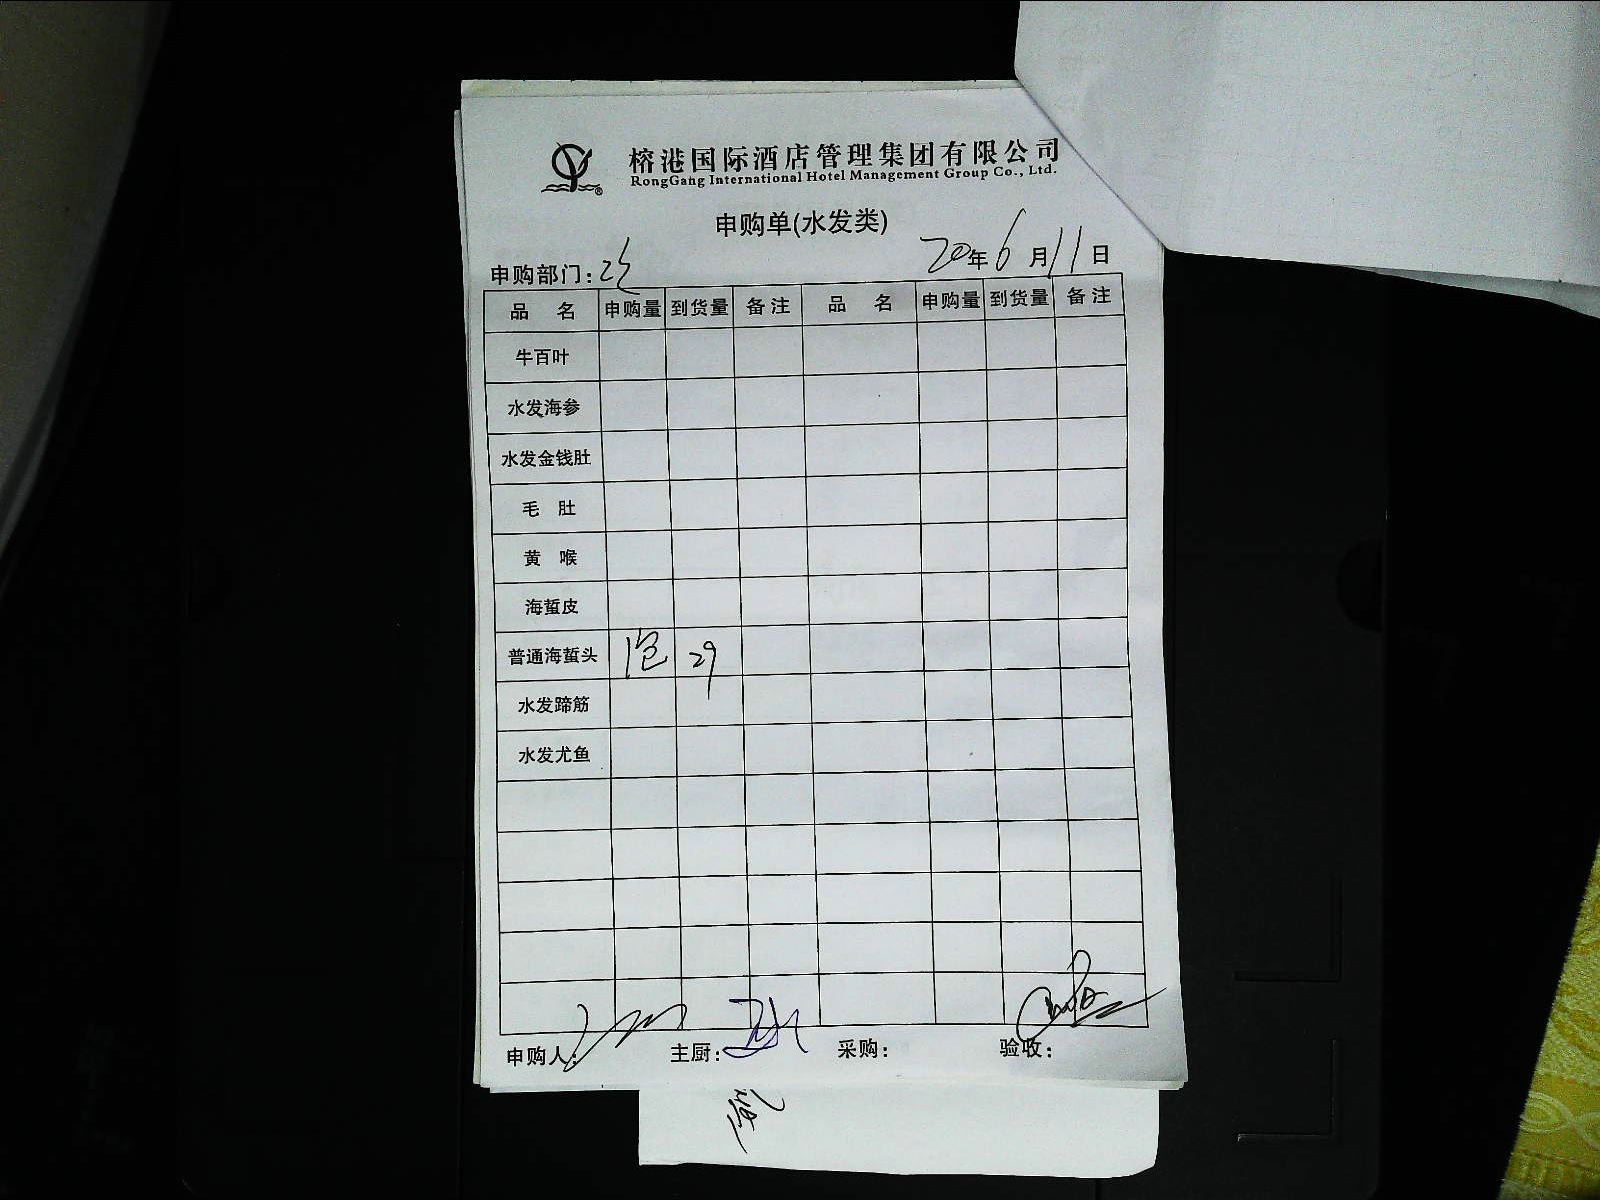 榕港国际酒店管理集团有限公司
RongGang International Hotel Management Group Co., Ltd.
申购单(水发类)
申购部门: 20年6月11日
品 名 申购量 到货量 备注 品 名 申购量 到货量 备注
牛百叶
水发海参
水发金钱肚
毛 肚
黄 喉
海蜇皮
普通海蜇头 1包 29
水发蹄筋
水发尤鱼
申购人: 主厨: 采购: 验收: